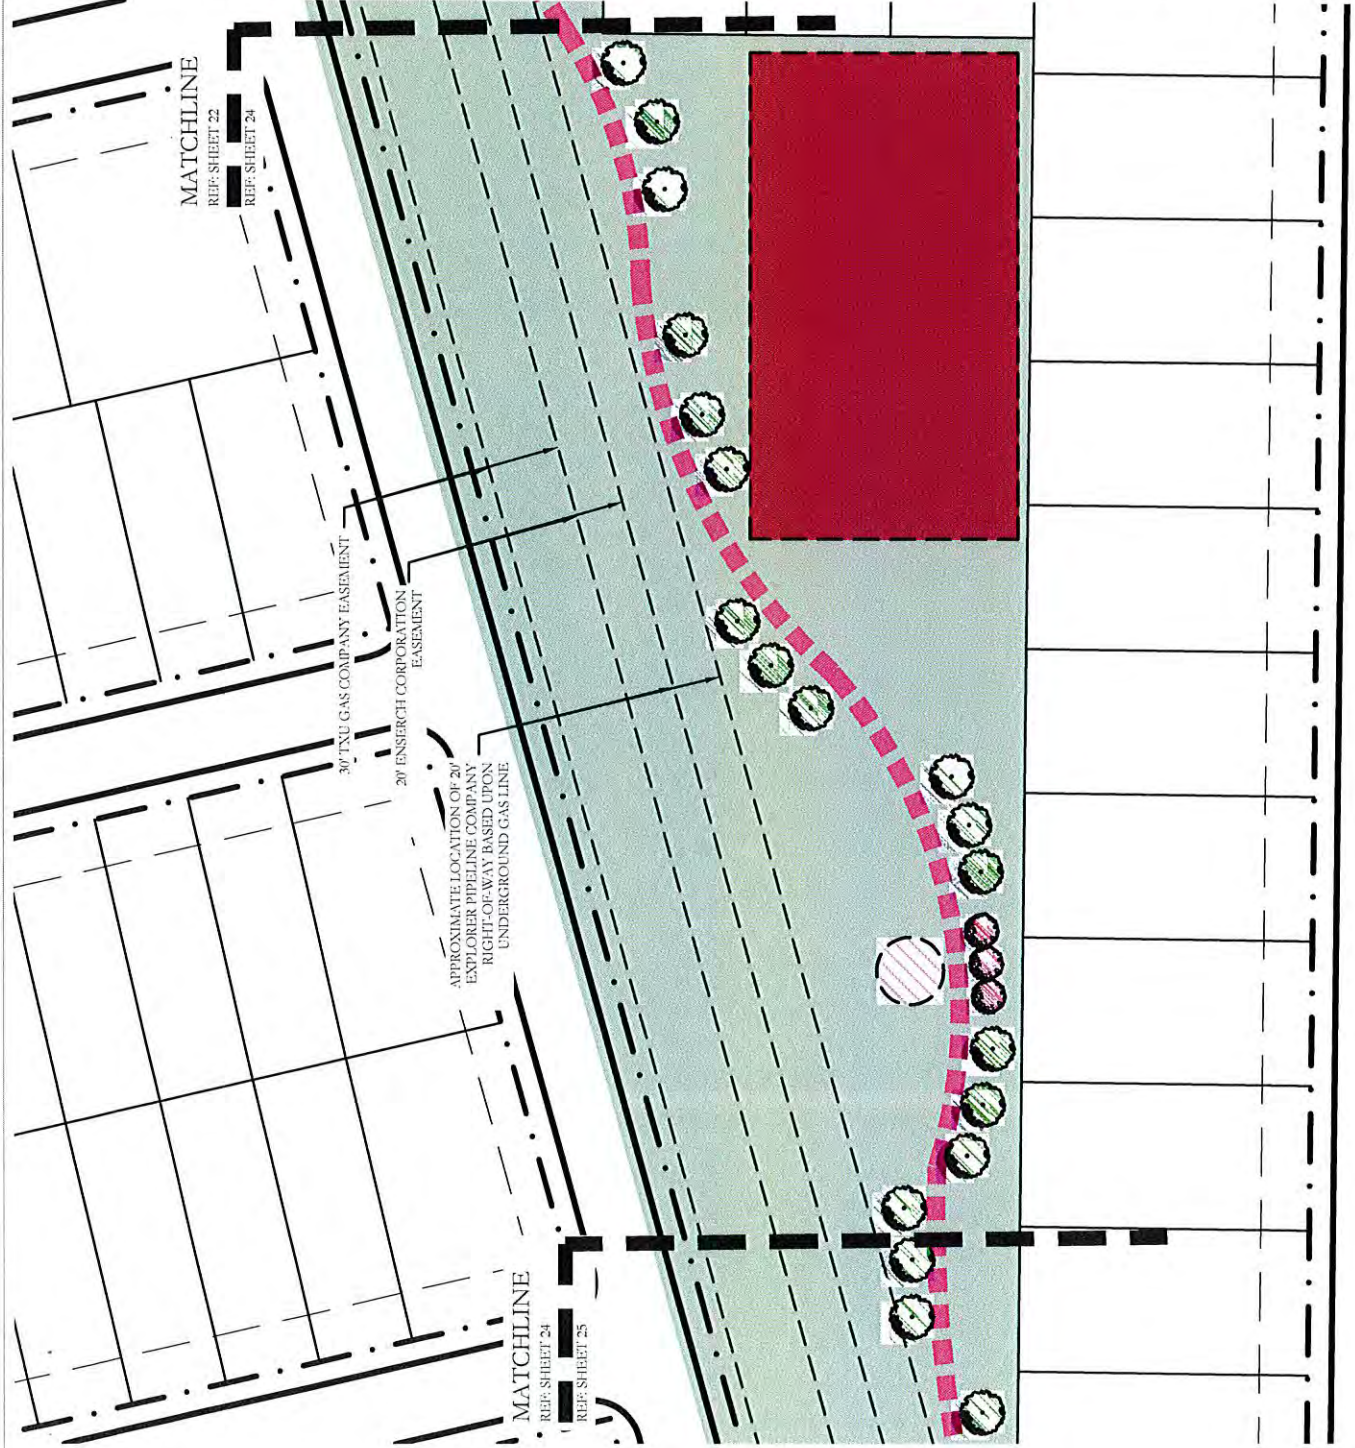 MATCHLINE
REF: SHEET 22
REF: SHEET 24
30' TXU GAS COMPANY EASEMENT
20' ENSERCH CORPORATION
EASEMENT
APPROXIMATE LOCATION OF 20'
EXPLORER PIPELINE COMPANY
RIGHT-OF-WAY BASED UPON
UNDERGROUND GAS LINE
MATCHLINE
REF: SHEET 24
REF: SHEET 25